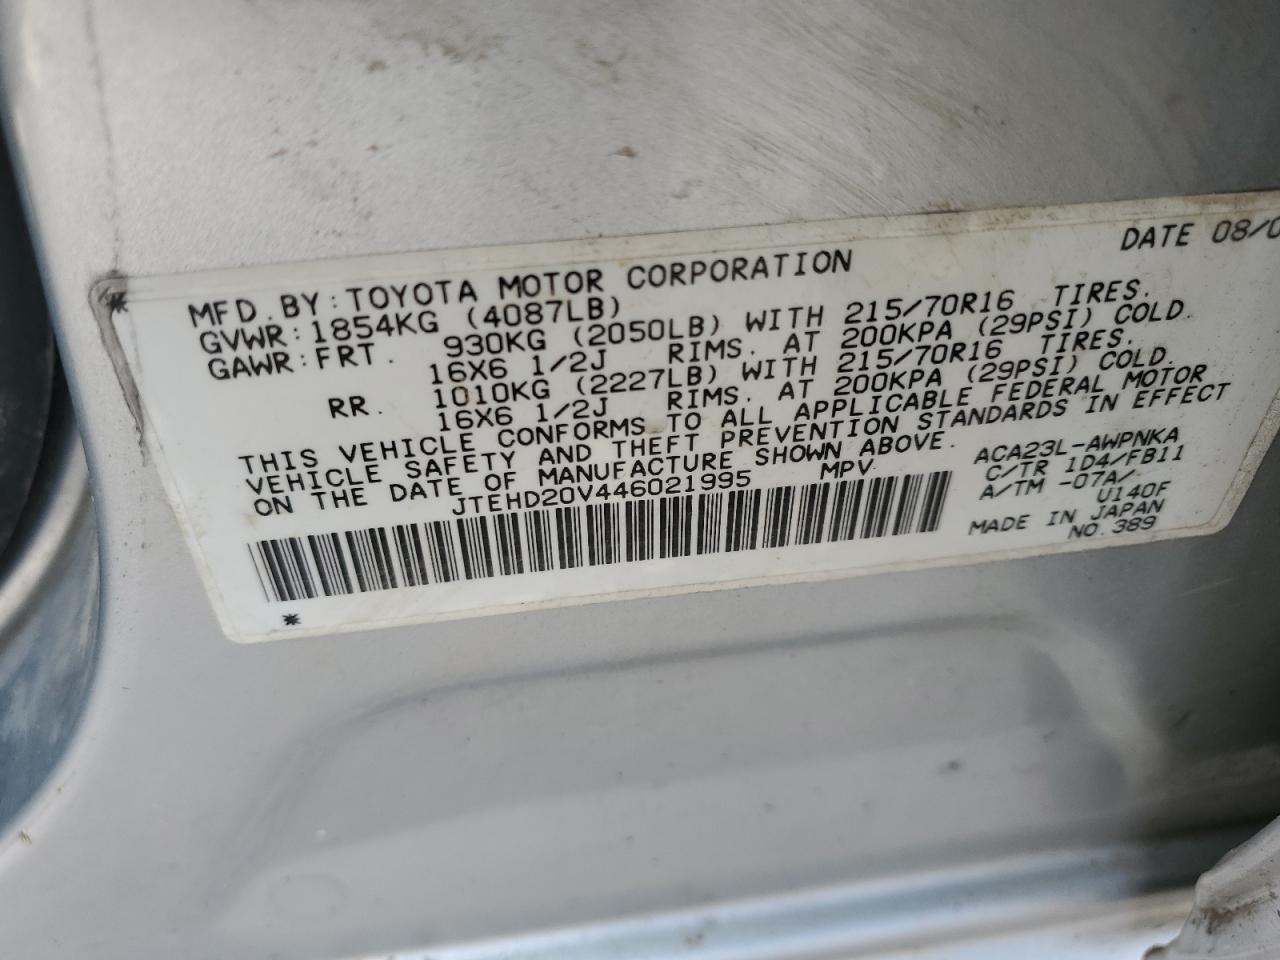 DATE 08/0
MFD. BY: TOYOTA MOTOR CORPORATION
GVWR: 1854KG (4087LB)
GAWR: FRT. 930KG (2050LB) WITH 215/70R16 TIRES.
16X6 1/2J RIMS. AT 200KPA (29PSI) COLD.
RR. 1010KG (2227LB) WITH 215/70R16 TIRES.
16X6 1/2J RIMS. AT 200KPA (29PSI) COLD.
THIS VEHICLE CONFORMS TO ALL APPLICABLE FEDERAL MOTOR
VEHICLE SAFETY AND THEFT PREVENTION STANDARDS IN EFFECT
ON THE DATE OF MANUFACTURE SHOWN ABOVE.
JTEHD20V446021995 MPV
ACA23L-AWPNKA
C/TR 1D4/FB11
A/TM -07A/
U140F
MADE IN JAPAN
NO. 389